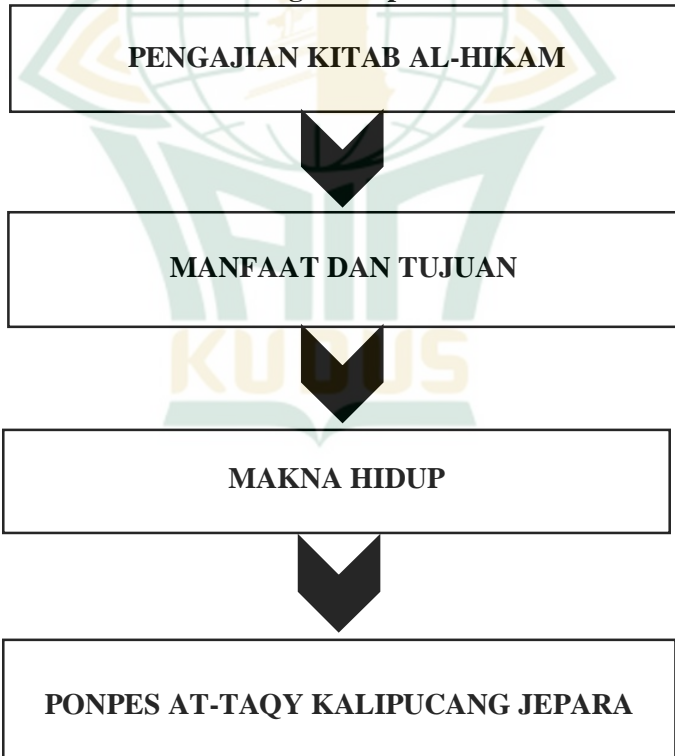 PENGAJIAN KITAB AL-HIKAM
MANFAAT DAN TUJUAN
KUDUS
MAKNA HIDUP
PONPES AT-TAQY KALIPUCANG JEPARA